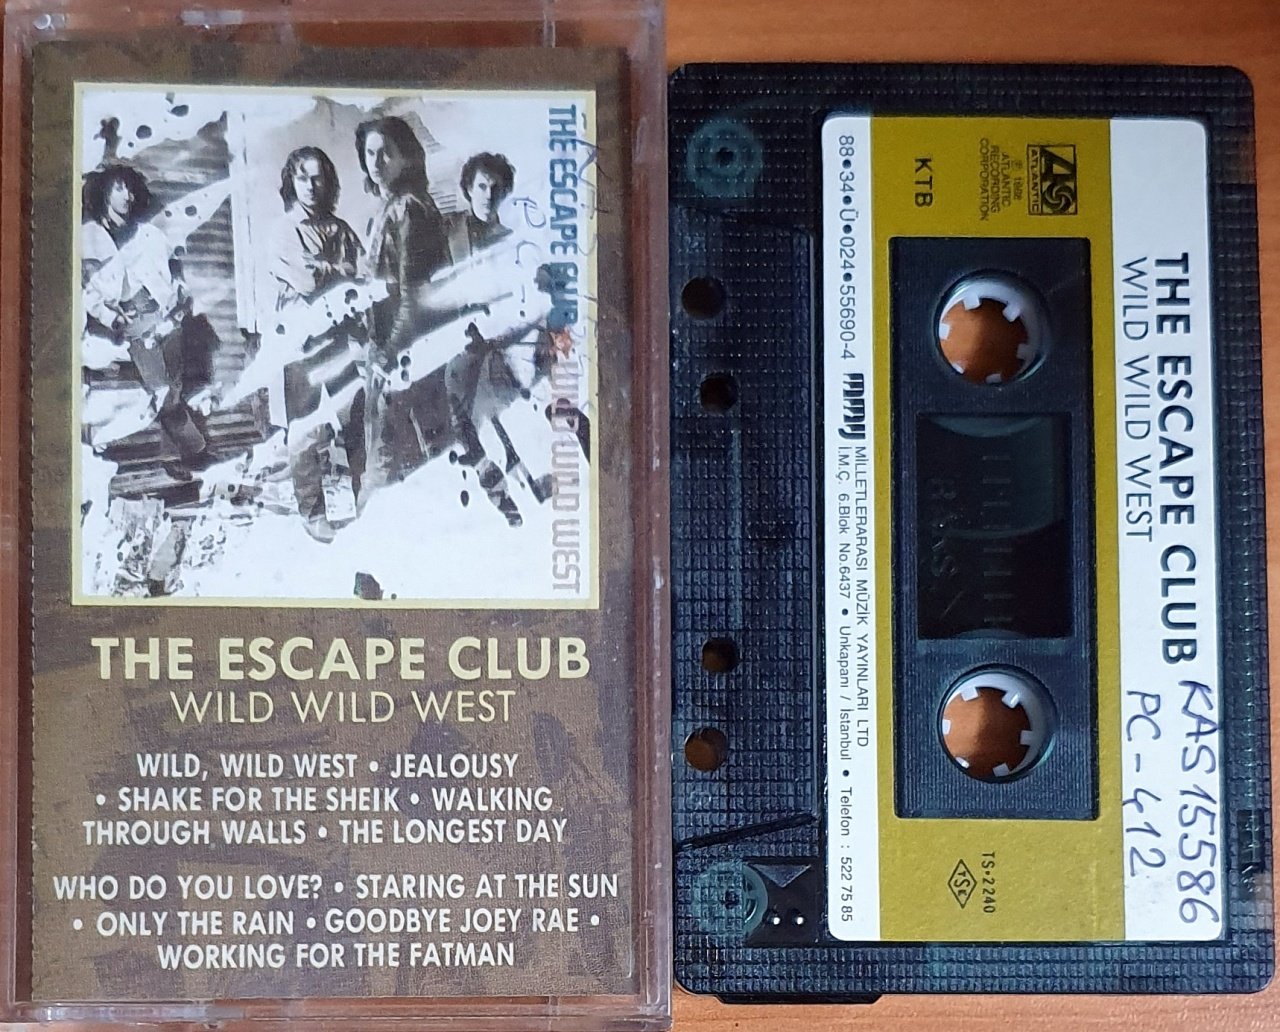 THE ESCAPE CLUB WILD WILD WEST
THE ESCAPE CLUB
WILD WILD WEST
WILD, WILD WEST • JEALOUSY
• SHAKE FOR THE SHEIK • WALKING
THROUGH WALLS • THE LONGEST DAY
WHO DO YOU LOVE? • STARING AT THE SUN
• ONLY THE RAIN • GOODBYE JOEY RAE •
WORKING FOR THE FATMAN
THE ESCAPE CLUB KAS 15586
WILD WILD WEST PC-412
ATLANTIC
ATLANTIC
RECORDING
CORPORATION
KTB
TS•2240
TSE
88•34•Ü•024•55690-4
MİLLETLERARASI MÜZİK YAYINLARI LTD
İ.M.Ç. 6.Blok No.6437 • Unkapanı / İstanbul • Telefon : 522 75 85